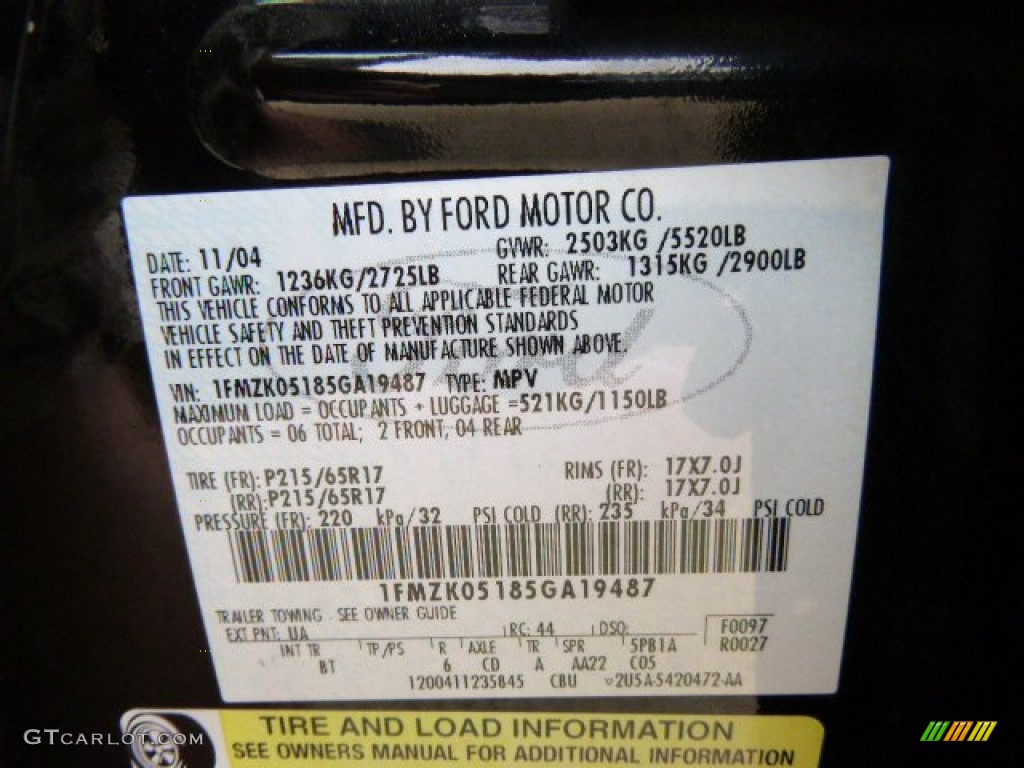 MFD. BY FORD MOTOR CO.
DATE: 11/04 GVWR: 2503KG /5520LB
FRONT GAWR: 1236KG/2725LB REAR GAWR: 1315KG /2900LB
THIS VEHICLE CONFORMS TO ALL APPLICABLE FEDERAL MOTOR
VEHICLE SAFETY AND THEFT PREVENTION STANDARDS
IN EFFECT ON THE DATE OF MANUFACTURE SHOWN ABOVE.
Ford
VIN: 1FMZK05185GA19487 TYPE: MPV
MAXIMUM LOAD = OCCUPANTS + LUGGAGE =521KG/1150LB
OCCUPANTS = 06 TOTAL; 2 FRONT, 04 REAR
TIRE (FR): P215/65R17 RIMS (FR): 17X7.0J
(RR): P215/65R17 (RR): 17X7.0J
PRESSURE (FR): 220 kPa/32 PSI COLD (RR): 235 kPa/34 PSI COLD
1FMZK05185GA19487
TRAILER TOWING - SEE OWNER GUIDE
EXT PNT: UA RC: 44 DSO: F0097
INT TR TP/PS R AXLE TR SPR 5PB1A R0027
BT 6 CD A AA22 C05
1200411235845 CBU ▽2U5A-5420472-AA
TIRE AND LOAD INFORMATION
SEE OWNERS MANUAL FOR ADDITIONAL INFORMATION
GTCARLOT.COM